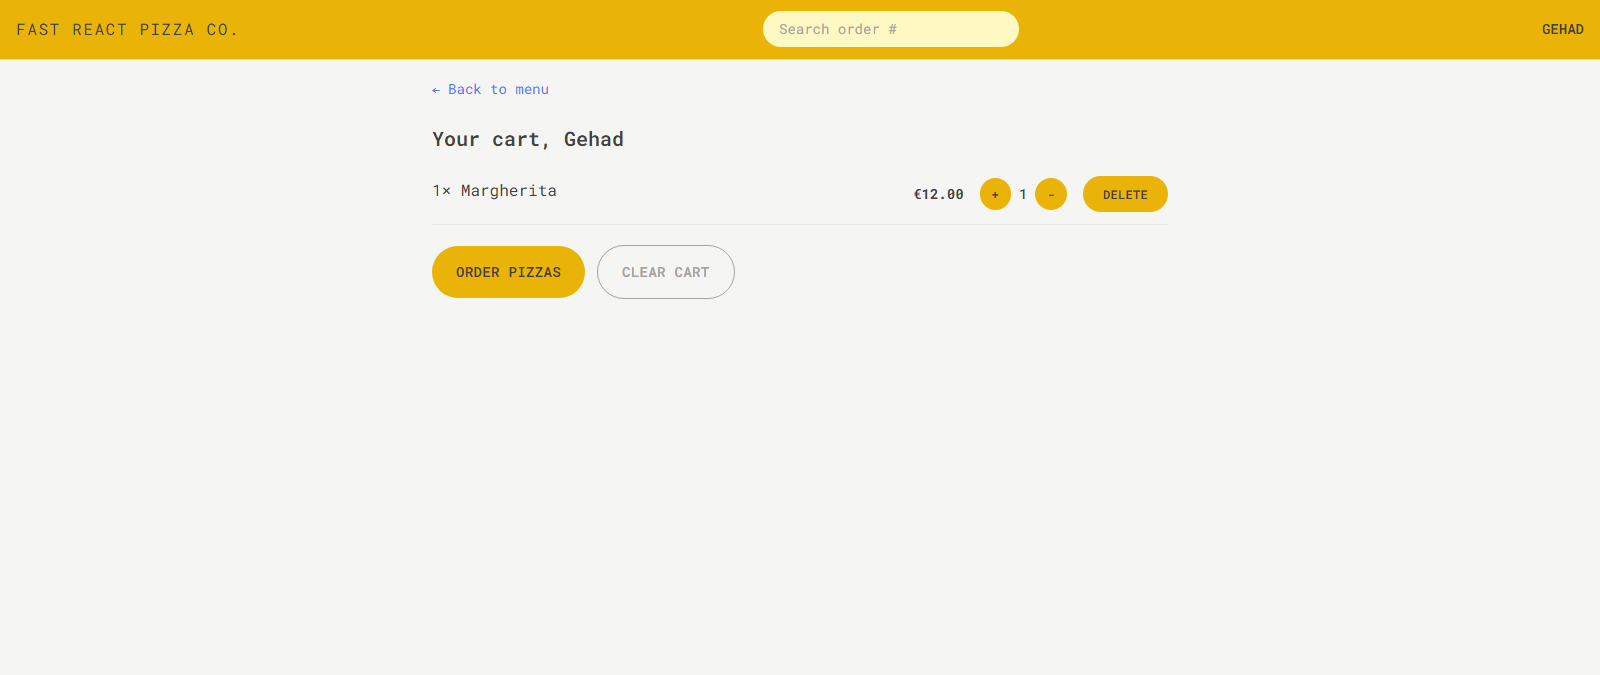 FAST REACT PIZZA CO. Search order # GEHAD
← Back to menu
Your cart, Gehad
1× Margherita €12.00 + 1 - DELETE
ORDER PIZZAS CLEAR CART